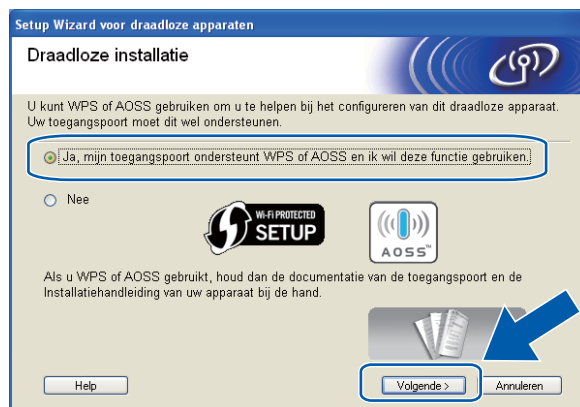 Setup Wizard voor draadloze apparaten
Draadloze installatie
U kunt WPS of AOSS gebruiken om u te helpen bij het configureren van dit draadloze apparaat.
Uw toegangspoort moet dit wel ondersteunen.
Ja, mijn toegangspoort ondersteunt WPS of AOSS en ik wil deze functie gebruiken.
Nee
WI-FI PROTECTED
SETUP
AOSS™
Als u WPS of AOSS gebruikt, houd dan de documentatie van de toegangspoort en de
Installatiehandleiding van uw apparaat bij de hand.
Help
Volgende >
Annuleren